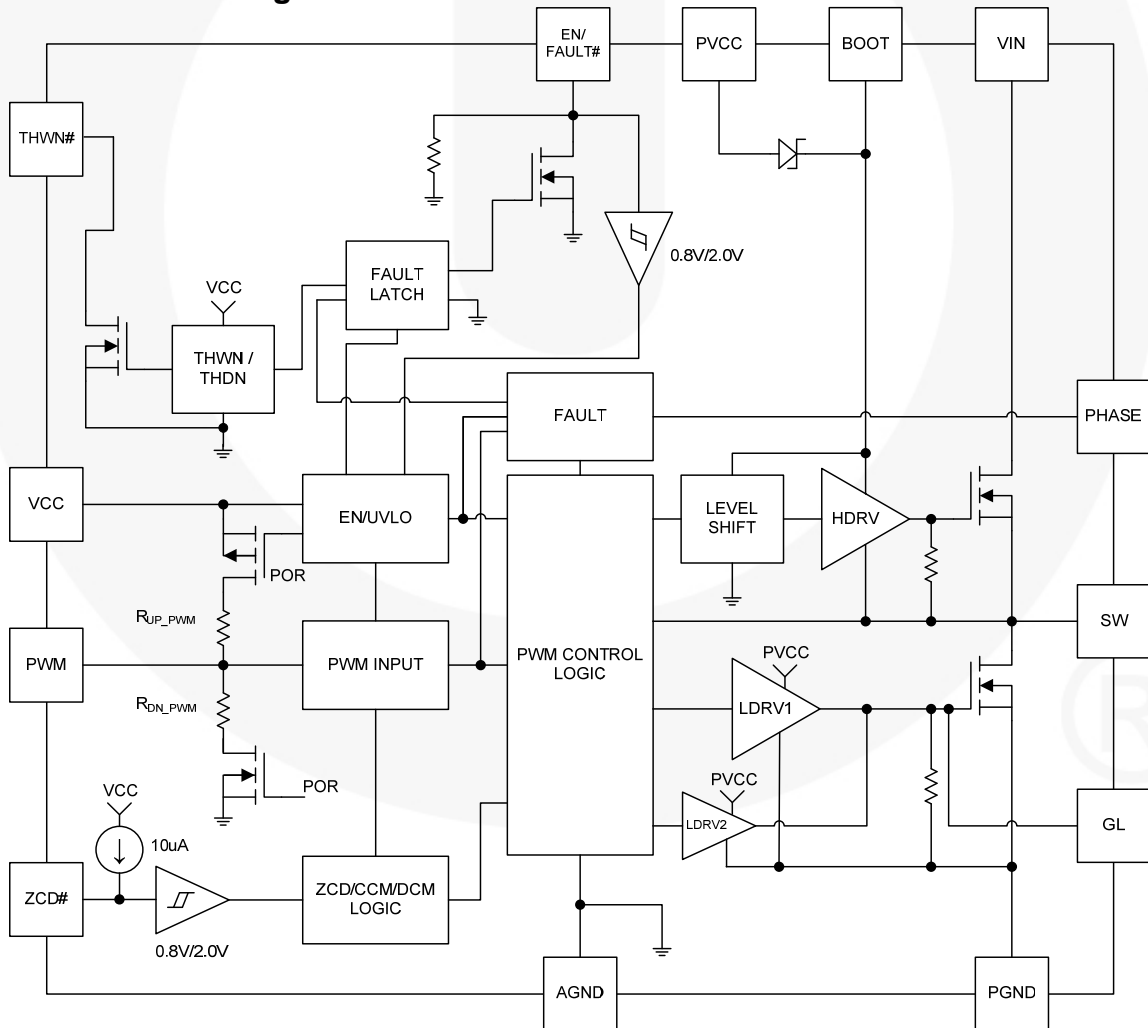 g
EN/
FAULT#
PVCC
BOOT
VIN
THWN#
0.8V/2.0V
FAULT
LATCH
VCC
THWN /
THDN
FAULT
PHASE
VCC
EN/UVLO
LEVEL
SHIFT
HDRV
POR
RUP_PWM
SW
PWM
PWM INPUT
PWM CONTROL
LOGIC
PVCC
RDN_PWM
LDRV1
POR
PVCC
VCC
LDRV2
GL
10uA
ZCD#
ZCD/CCM/DCM
LOGIC
0.8V/2.0V
AGND
PGND
®